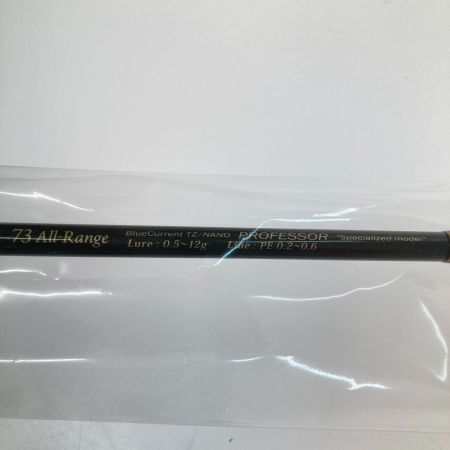 73 All-Range BlueCurrent TZ/NANO PROFESSOR "Specialized model"
Lure : 0.5~12g Line : PE 0.2~0.6